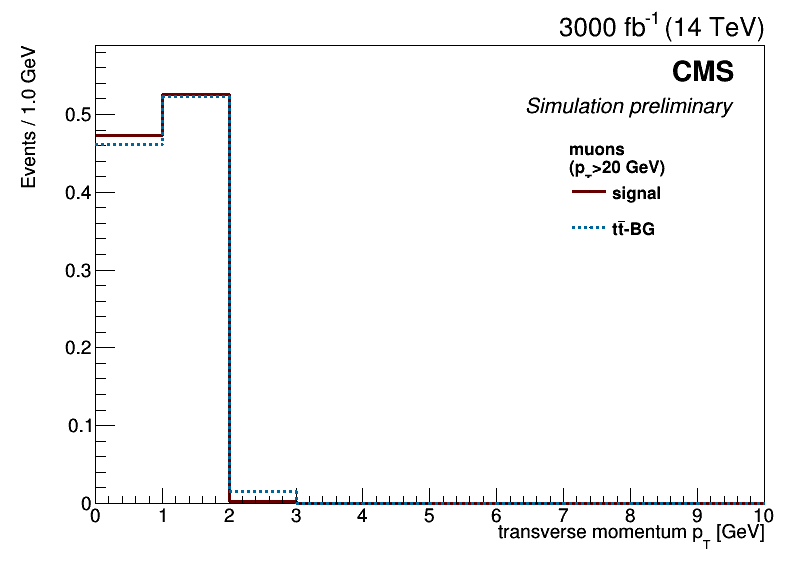 3000 fb⁻¹ (14 TeV)
CMS
Simulation preliminary
muons
(p_T>20 GeV)
signal
tt̄-BG
Events / 1.0 GeV
0.5
0.4
0.3
0.2
0.1
0
0 1 2 3 4 5 6 7 8 9 10
transverse momentum p_T [GeV]